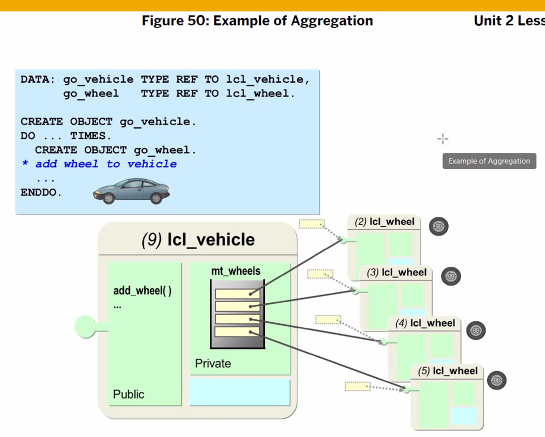 Figure 50: Example of Aggregation
Unit 2 Less
DATA: go_vehicle TYPE REF TO lcl_vehicle,
go_wheel TYPE REF TO lcl_wheel.
CREATE OBJECT go_vehicle.
DO ... TIMES.
CREATE OBJECT go_wheel.
* add wheel to vehicle
...
ENDDO.
Example of Aggregation
(9) lcl_vehicle
mt_wheels
add_wheel( )
...
Private
Public
(2) lcl_wheel
(3) lcl_wheel
(4) lcl_wheel
(5) lcl_wheel